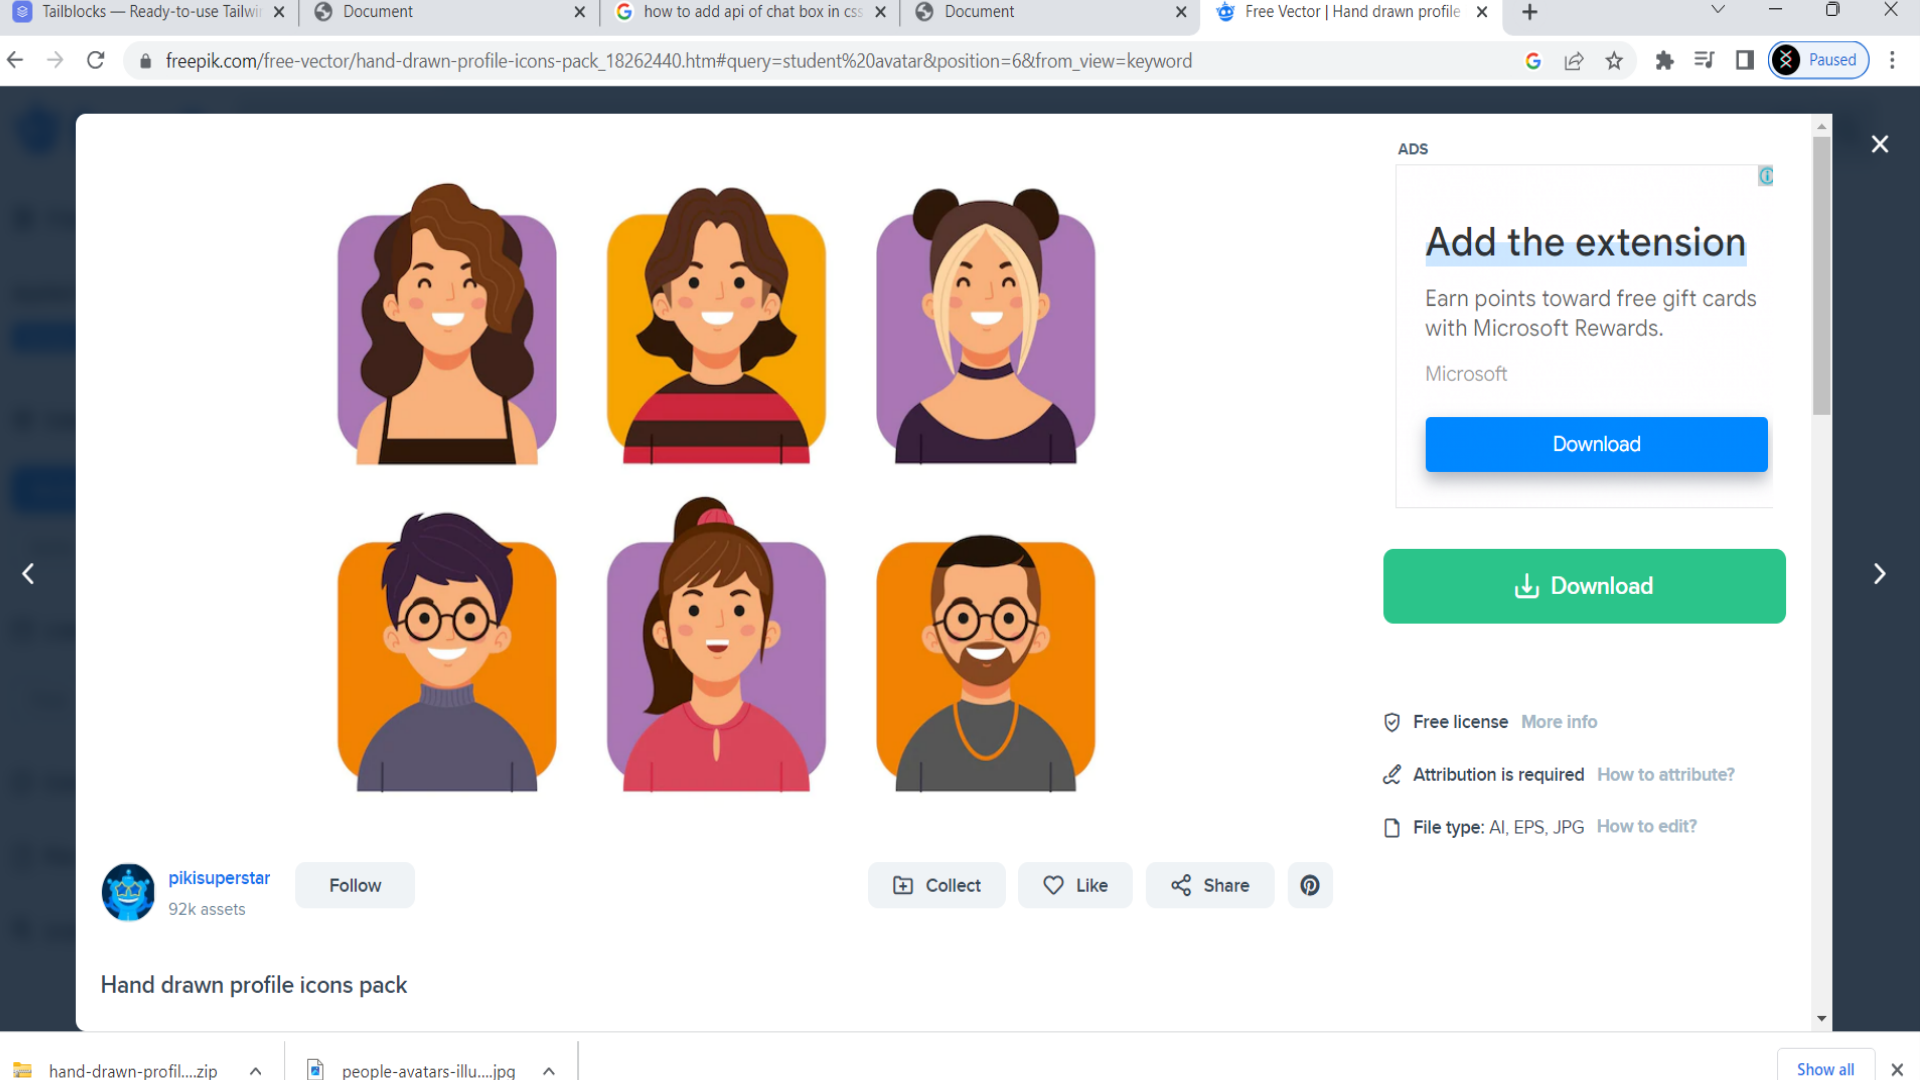 Tailblocks — Ready-to-use Tailwi
Document
how to add api of chat box in css
Document
Free Vector | Hand drawn profile
freepik.com/free-vector/hand-drawn-profile-icons-pack_18262440.htm#query=student%20avatar&position=6&from_view=keyword
Paused
ADS
Add the extension
Earn points toward free gift cards
with Microsoft Rewards.
Microsoft
Download
Download
Free license More info
Attribution is required How to attribute?
File type: AI, EPS, JPG How to edit?
pikisuperstar
92k assets
Follow
Collect
Like
Share
Hand drawn profile icons pack
hand-drawn-profil....zip
people-avatars-illu....jpg
Show all